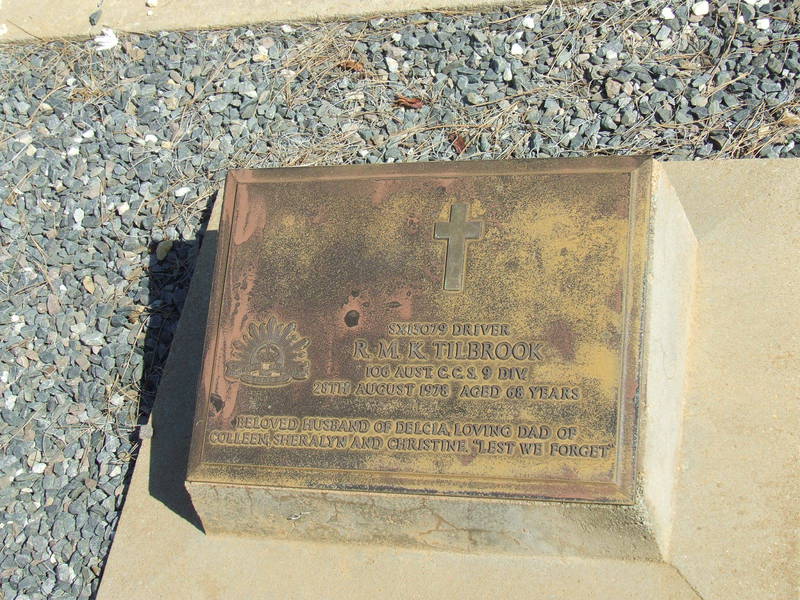 SX13079 DRIVER
R. M. K. TILBROOK
106 AUST. C.C.S. 9 DIV.
28TH AUGUST 1978 AGED 68 YEARS
BELOVED HUSBAND OF DELCIA, LOVING DAD OF
COLLEEN, SHERALYN AND CHRISTINE. "LEST WE FORGET"